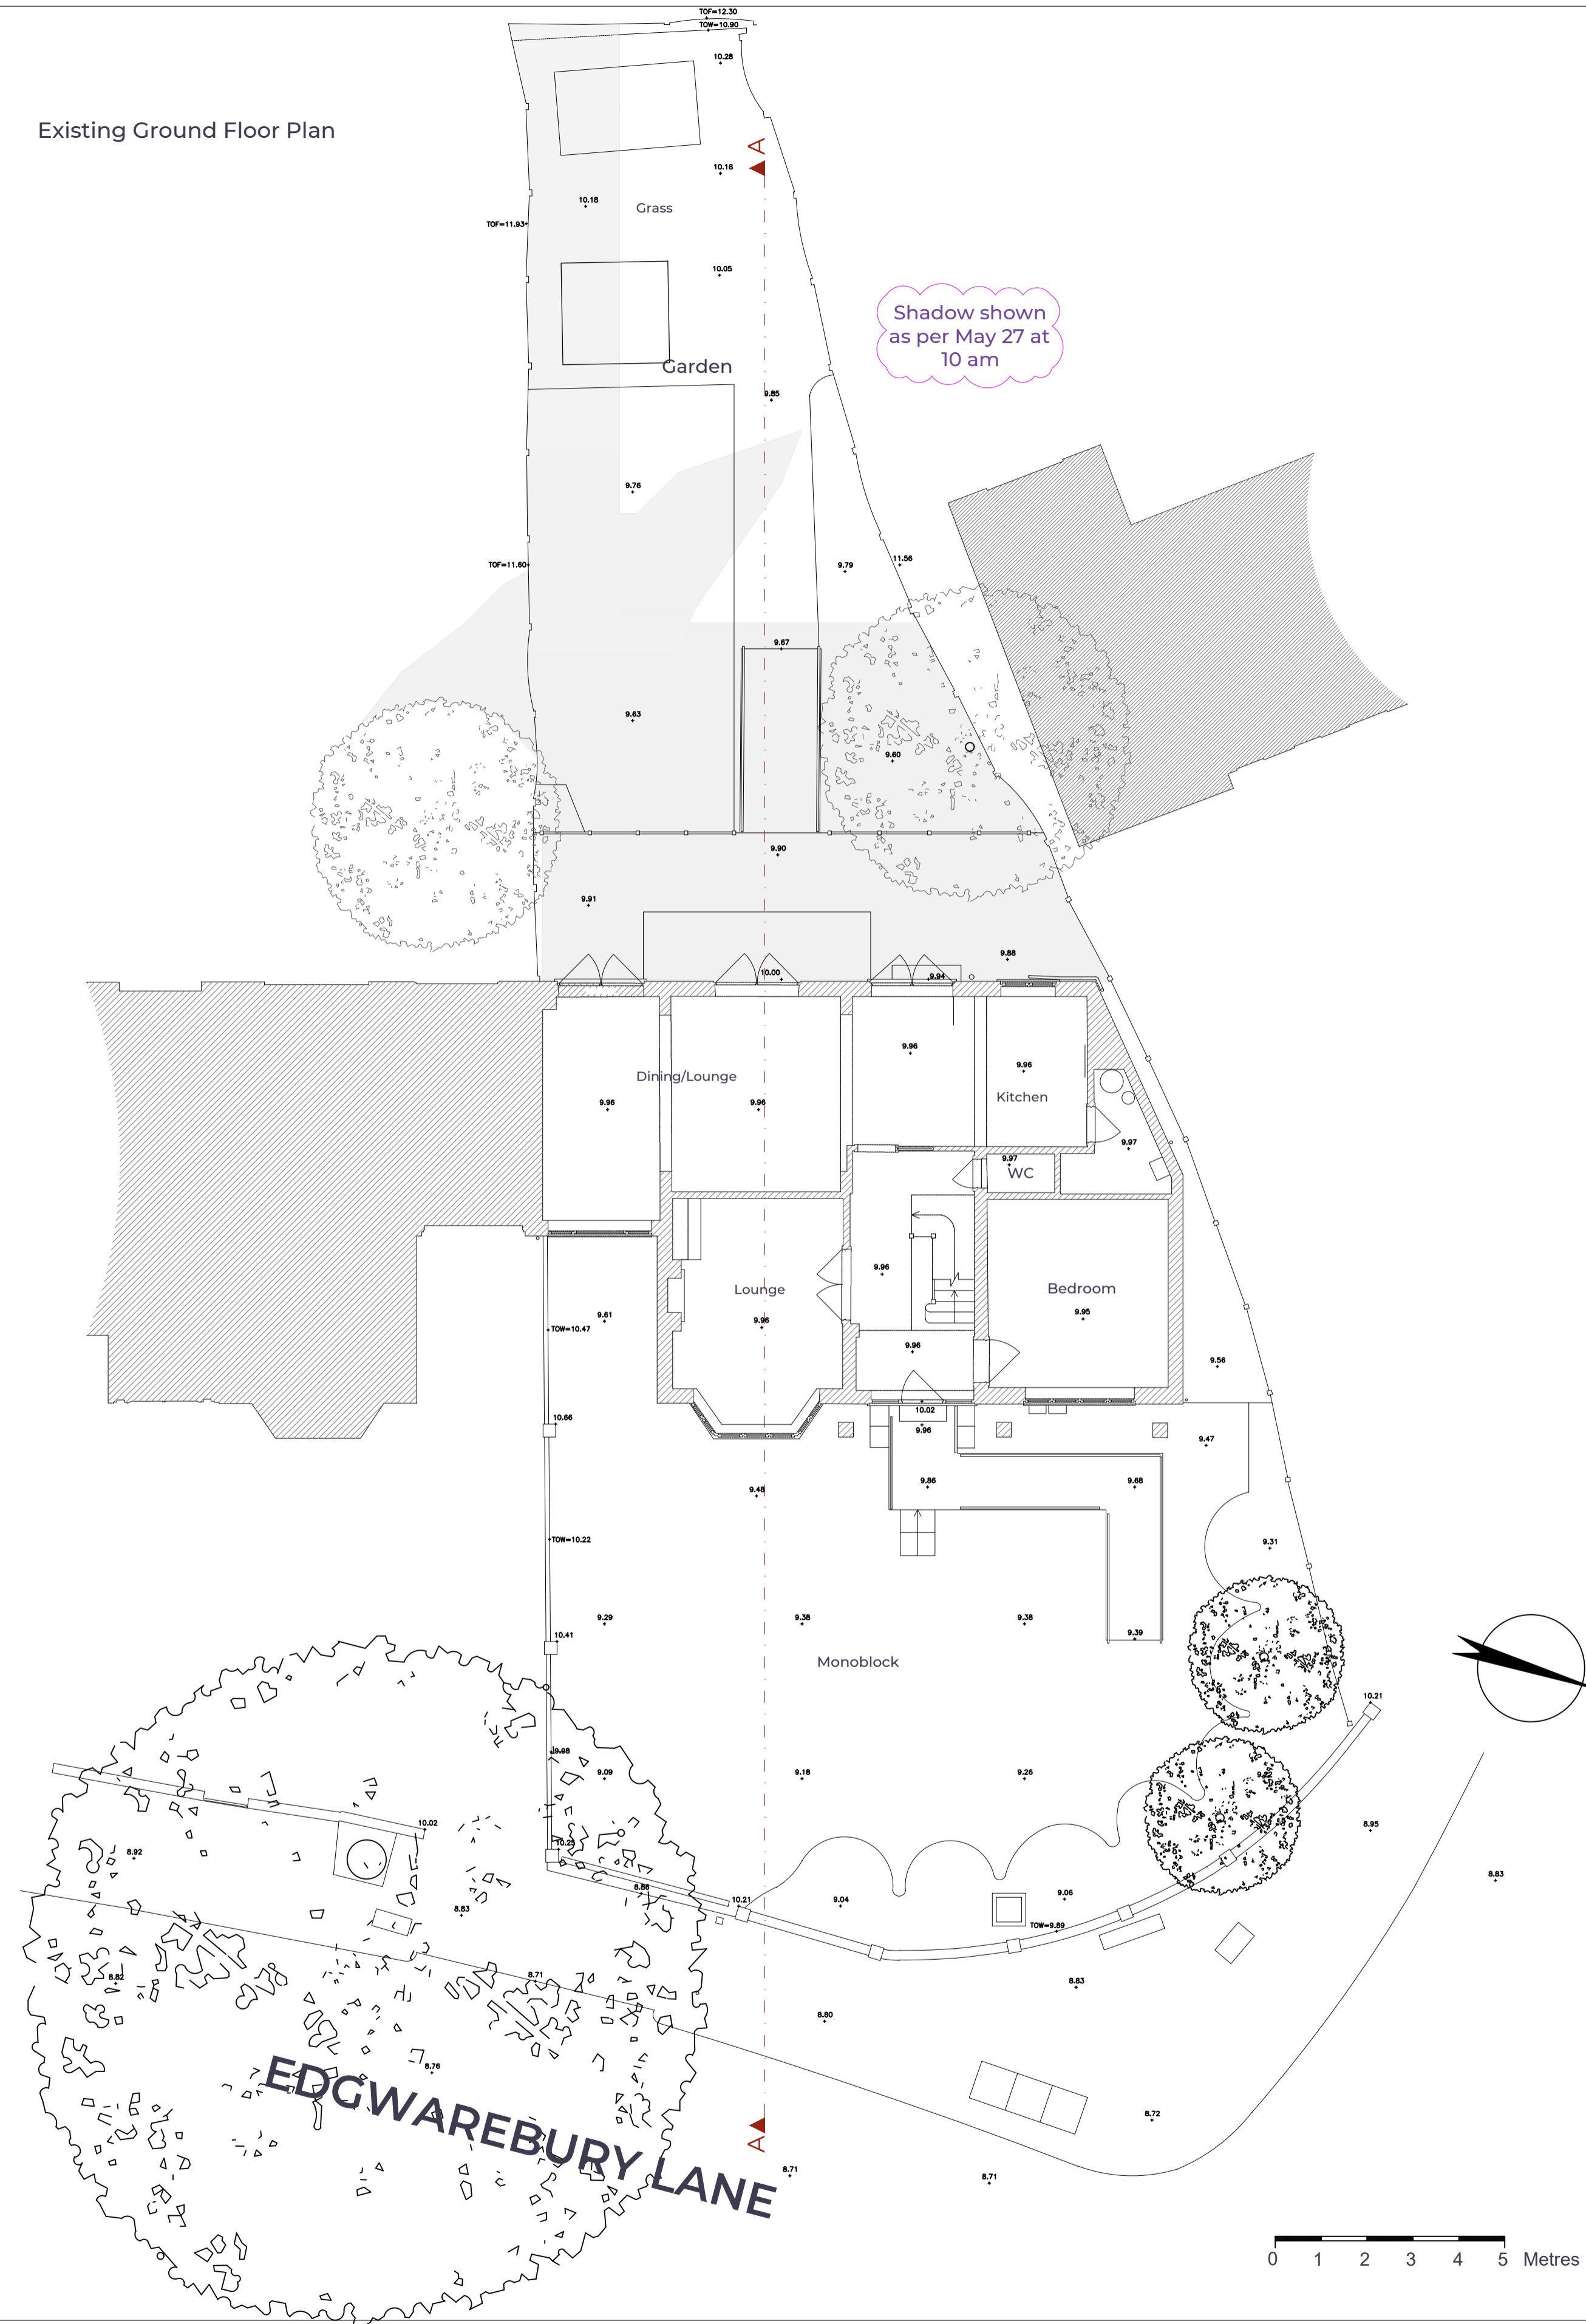 TOF=12.30
TOW=10.90
10.28
Existing Ground Floor Plan
A
10.18
10.18
Grass
TOF=11.93
10.05
Shadow shown
as per May 27 at
10 am
Garden
9.85
9.76
11.56
TOF=11.60
9.79
9.67
9.63
9.60
9.90
9.91
9.88
10.00
9.94
9.96
9.96
Dining/Lounge
Kitchen
9.96
9.96
9.97
9.97
WC
9.96
Lounge
Bedroom
9.61
9.96
9.95
TOW=10.47
9.96
9.56
10.02
10.66
9.96
9.47
9.48
9.86
9.68
TOW=10.22
9.31
9.29
9.38
9.38
10.41
9.39
Monoblock
10.21
9.98
9.09
9.18
9.26
10.02
8.95
10.25
8.92
8.83
8.86
10.21
9.04
9.06
8.83
TOW=9.89
8.82
8.71
8.83
8.80
8.76
EDGWAREBURY LANE
8.72
A
8.71
8.71
0 1 2 3 4 5 Metres